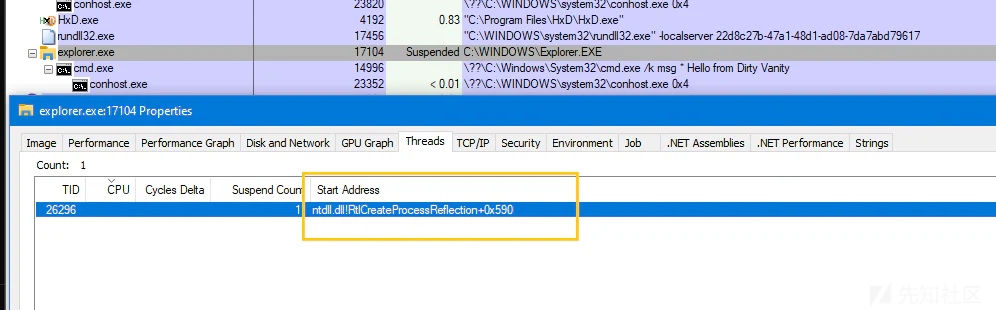 conhost.exe 23820 \??\C:\WINDOWS\system32\conhost.exe 0x4
HxD.exe 4192 0.83 "C:\Program Files\HxD\HxD.exe"
rundll32.exe 17456 "C:\WINDOWS\system32\rundll32.exe" -localserver 22d8c27b-47a1-48d1-ad08-7da7abd79617
explorer.exe 17104 Suspended C:\WINDOWS\Explorer.EXE
cmd.exe 14996 \??\C:\Windows\System32\cmd.exe /k msg * Hello from Dirty Vanity
conhost.exe 23352 < 0.01 \??\C:\WINDOWS\system32\conhost.exe 0x4
explorer.exe:17104 Properties
Image Performance Performance Graph Disk and Network GPU Graph Threads TCP/IP Security Environment Job .NET Assemblies .NET Performance Strings
Count: 1
TID CPU Cycles Delta Suspend Count Start Address
26296 1 ntdll.dll!RtlCreateProcessReflection+0x590
先知社区